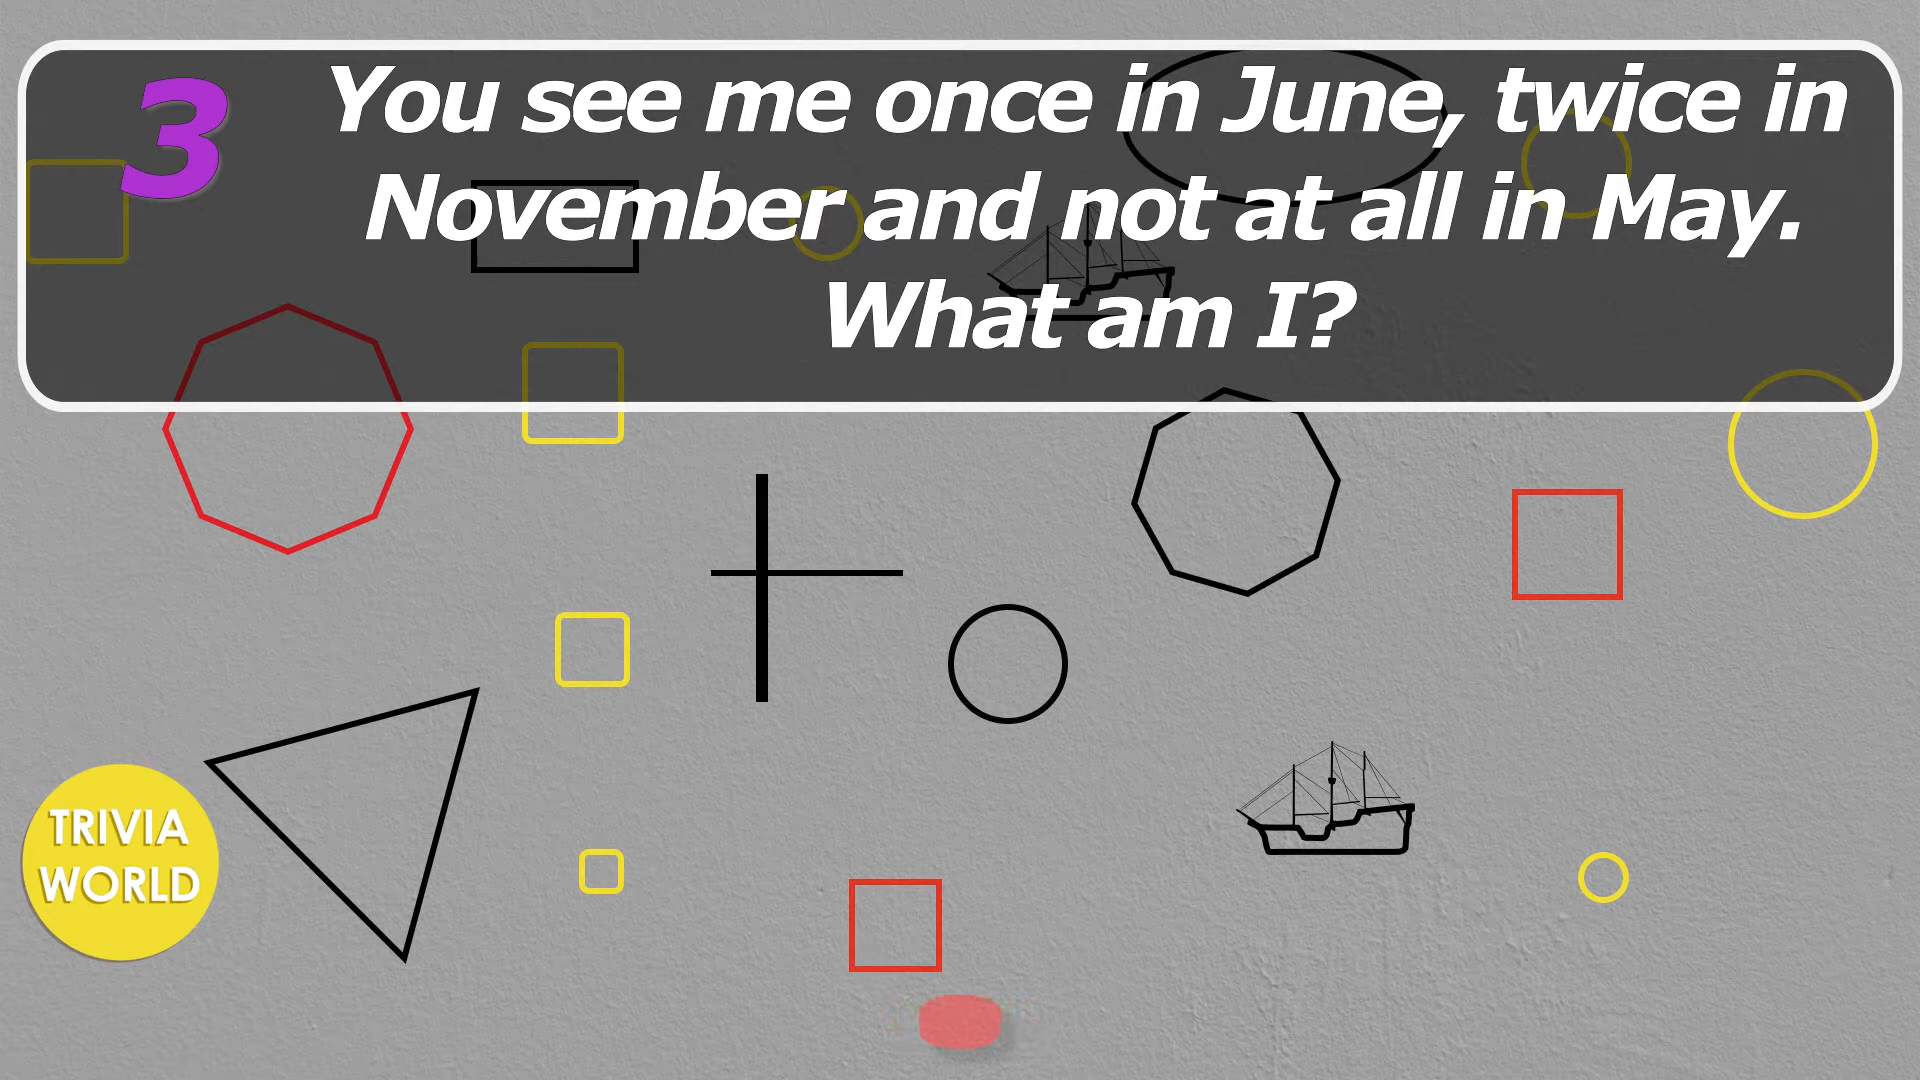 3
You see me once in June, twice in
November and not at all in May.
What am I?
TRIVIA
WORLD